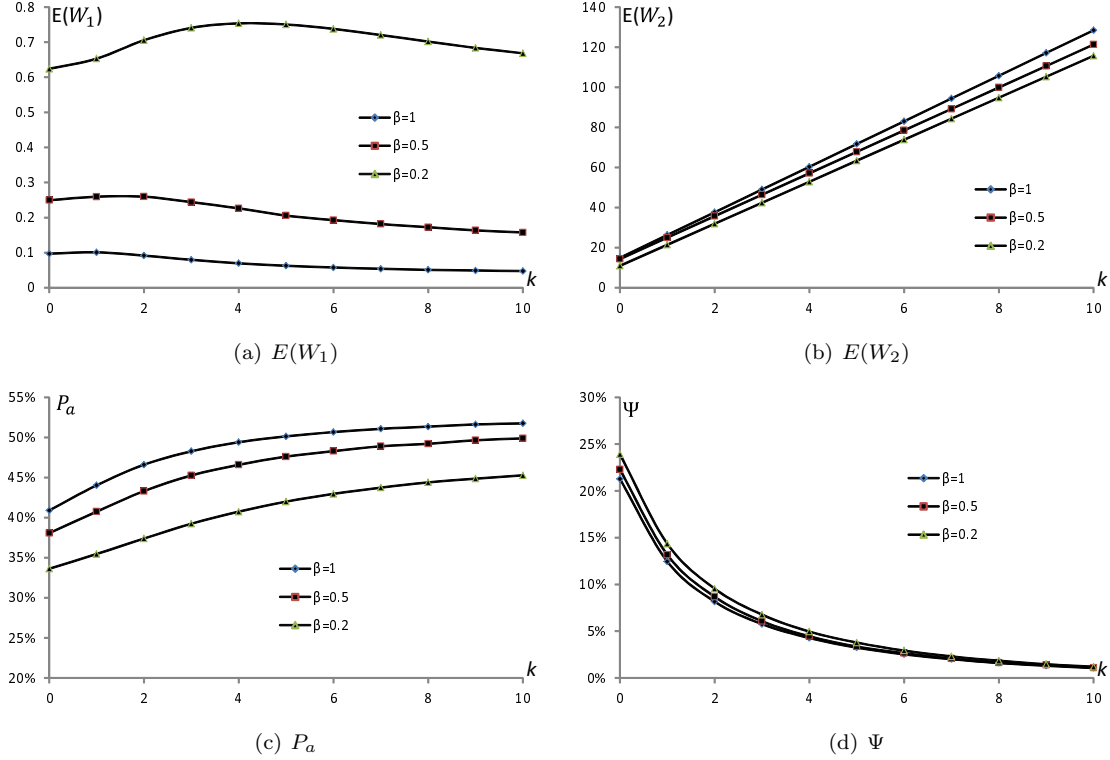 E(W₁)
0.8
0.7
0.6
0.5
0.4
0.3
0.2
0.1
0
β=1
β=0.5
β=0.2
k
0 2 4 6 8 10
(a) E(W₁)
E(W₂)
140
120
100
80
60
40
20
0
β=1
β=0.5
β=0.2
k
0 2 4 6 8 10
(b) E(W₂)
Pₐ
55%
50%
45%
40%
35%
30%
25%
20%
β=1
β=0.5
β=0.2
k
0 2 4 6 8 10
(c) Pₐ
Ψ
30%
25%
20%
15%
10%
5%
0%
β=1
β=0.5
β=0.2
k
0 2 4 6 8 10
(d) Ψ